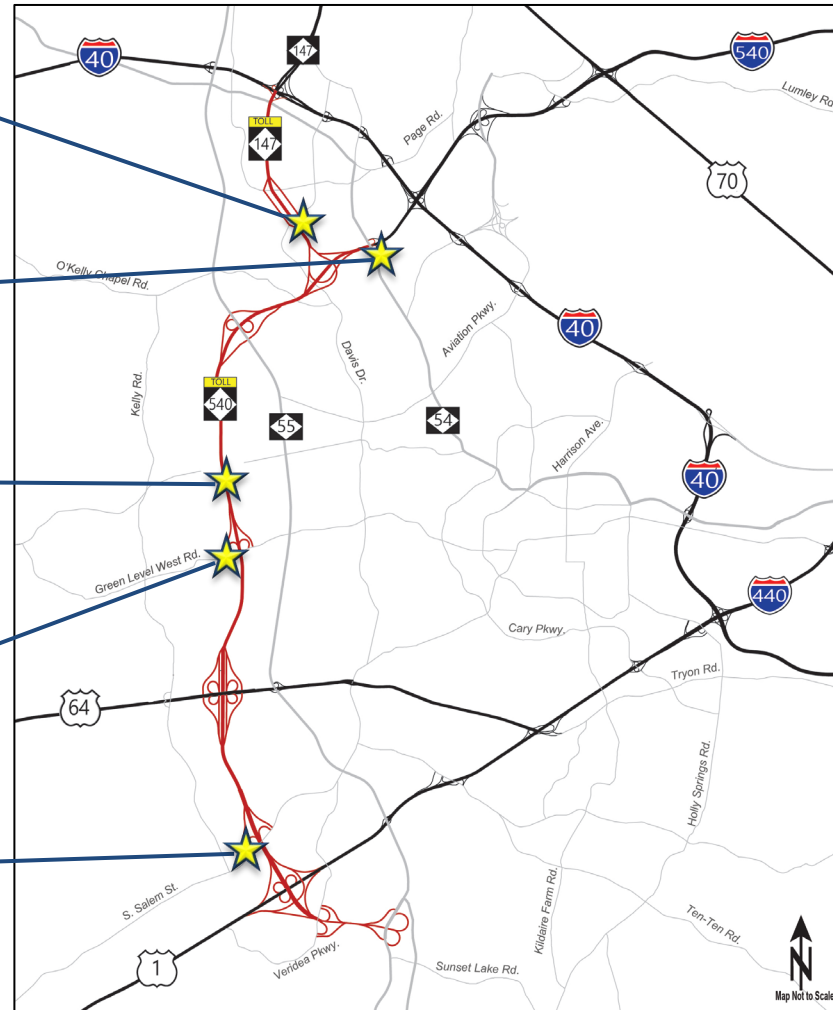 147
40
540
Lumley Rd
TOLL
147
Page Rd.
70
O'Kelly Chapel Rd.
Aviation Pkwy.
40
Davis Dr.
Kelly Rd.
TOLL
540
55
54
Harrison Ave.
40
Green Level West Rd.
440
Cary Pkwy.
Tryon Rd.
64
Holly Springs Rd.
S. Salem St.
Kildaire Farm Rd.
Ten-Ten Rd.
Veridea Pkwy.
Sunset Lake Rd.
1
N
Map Not to Scale